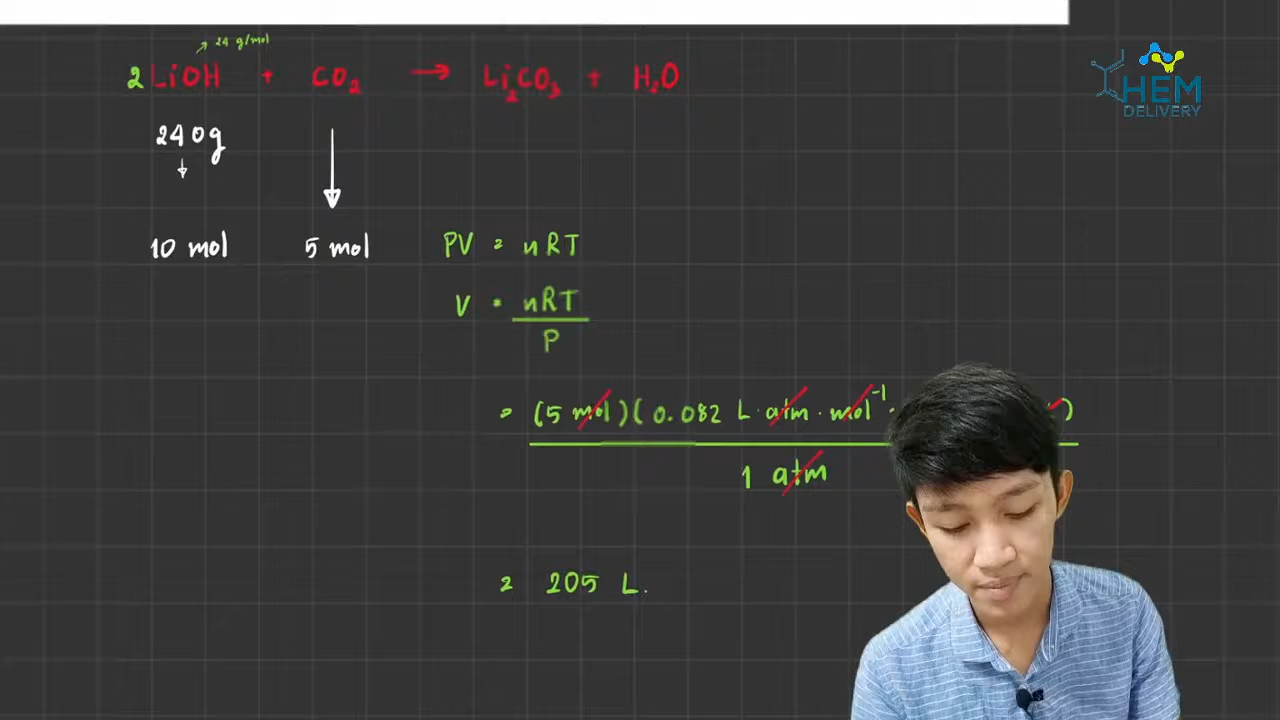 → 24 g/mol
2 LiOH + CO₂ → Li₂CO₃ + H₂O
240g
10 mol 5 mol PV = nRT
V = nRT
P
= (5 mol)(0.082 L·atm·mol⁻¹· )
1 atm
= 205 L.
CHEM
DELIVERY